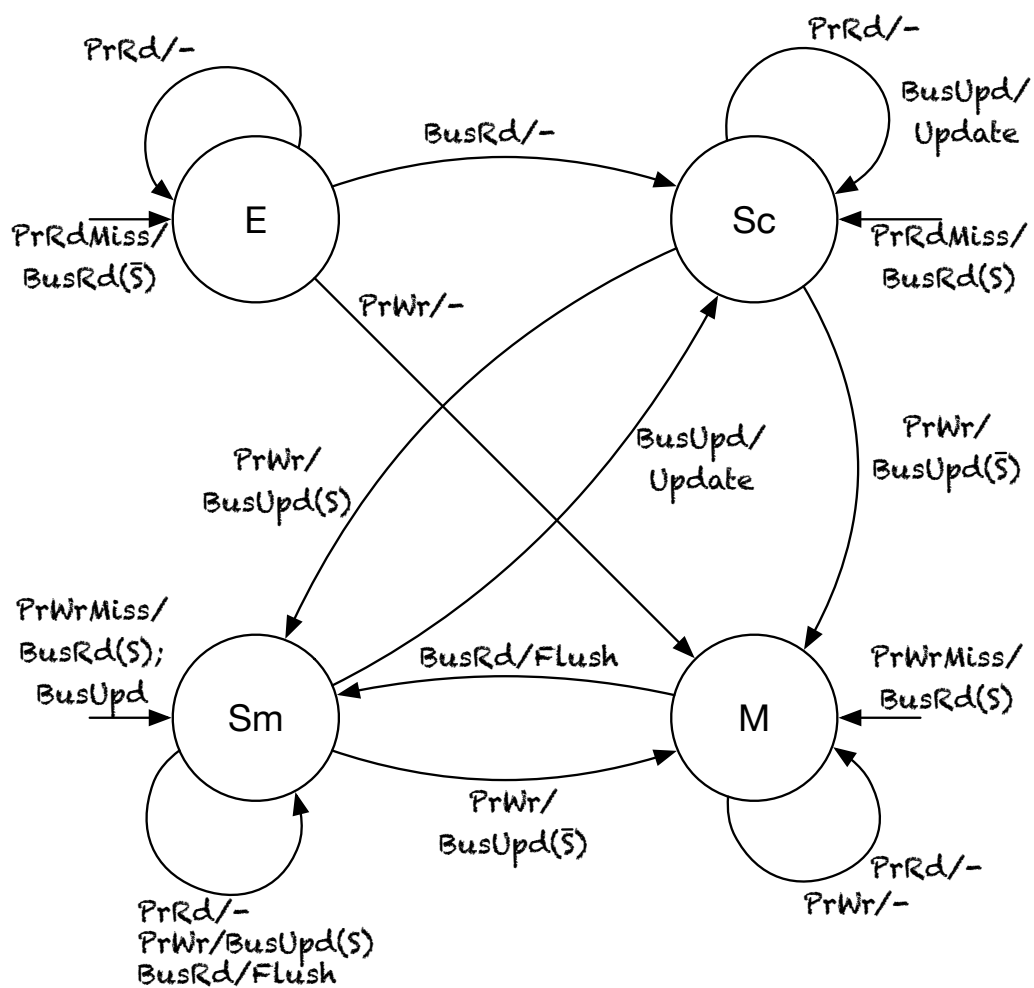 PrRd/-
PrRd/-
BusUpd/
Update
BusRd/-
E
Sc
PrRdMiss/
BusRd(S̄)
PrRdMiss/
BusRd(S)
PrWr/-
PrWr/
BusUpd(S)
BusUpd/
Update
PrWr/
BusUpd(S̄)
PrWrMiss/
BusRd(S);
BusUpd
BusRd/Flush
PrWrMiss/
BusRd(S)
Sm
M
PrWr/
BusUpd(S̄)
PrRd/-
PrWr/-
PrRd/-
PrWr/BusUpd(S)
BusRd/Flush